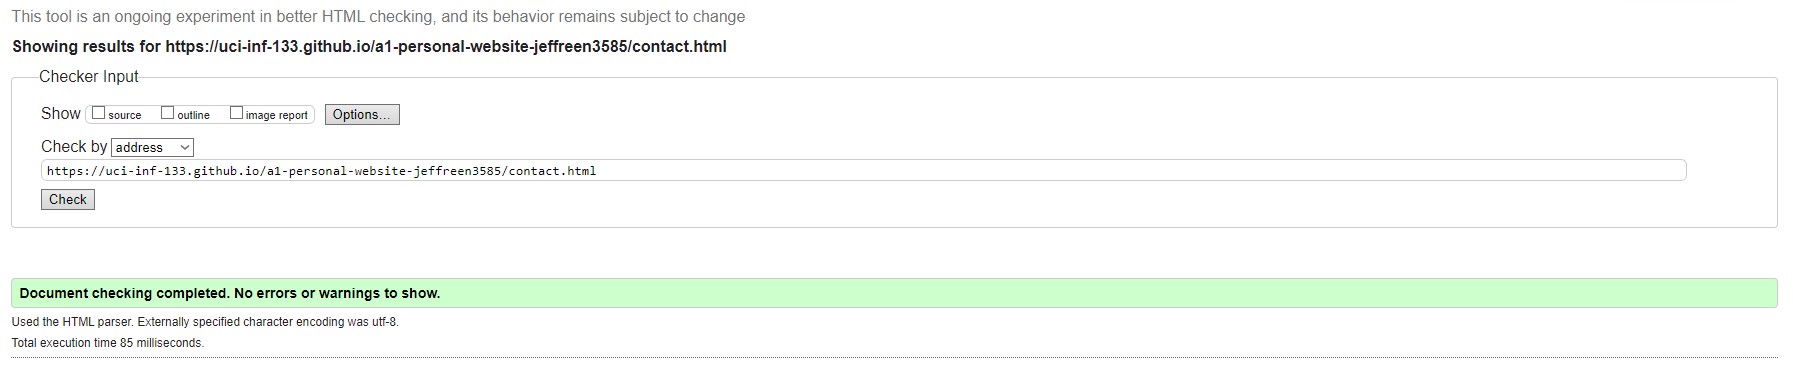 This tool is an ongoing experiment in better HTML checking, and its behavior remains subject to change
Showing results for https://uci-inf-133.github.io/a1-personal-website-jeffreen3585/contact.html
Checker Input
Show source outline image report Options...
Check by address
https://uci-inf-133.github.io/a1-personal-website-jeffreen3585/contact.html
Check
Document checking completed. No errors or warnings to show.
Used the HTML parser. Externally specified character encoding was utf-8.
Total execution time 85 milliseconds.